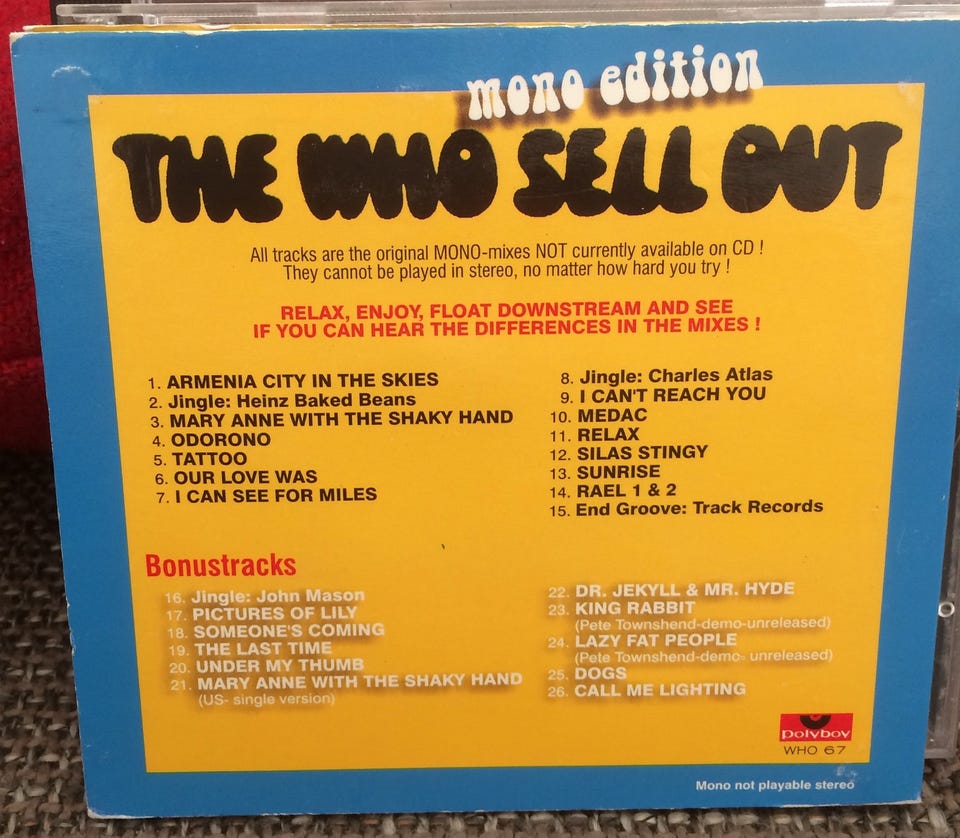 mono edition
THE WHO SELL OUT
All tracks are the original MONO-mixes NOT currently available on CD !
They cannot be played in stereo, no matter how hard you try !
RELAX, ENJOY, FLOAT DOWNSTREAM AND SEE
IF YOU CAN HEAR THE DIFFERENCES IN THE MIXES !
1. ARMENIA CITY IN THE SKIES
2. Jingle: Heinz Baked Beans
3. MARY ANNE WITH THE SHAKY HAND
4. ODORONO
5. TATTOO
6. OUR LOVE WAS
7. I CAN SEE FOR MILES
8. Jingle: Charles Atlas
9. I CAN'T REACH YOU
10. MEDAC
11. RELAX
12. SILAS STINGY
13. SUNRISE
14. RAEL 1 & 2
15. End Groove: Track Records
Bonustracks
16. Jingle: John Mason
17. PICTURES OF LILY
18. SOMEONE'S COMING
19. THE LAST TIME
20. UNDER MY THUMB
21. MARY ANNE WITH THE SHAKY HAND
(US- single version)
22. DR. JEKYLL & MR. HYDE
23. KING RABBIT
(Pete Townshend-demo-unreleased)
24. LAZY FAT PEOPLE
(Pete Townshend-demo- unreleased)
25. DOGS
26. CALL ME LIGHTING
polyboy
WHO 67
Mono not playable stereo